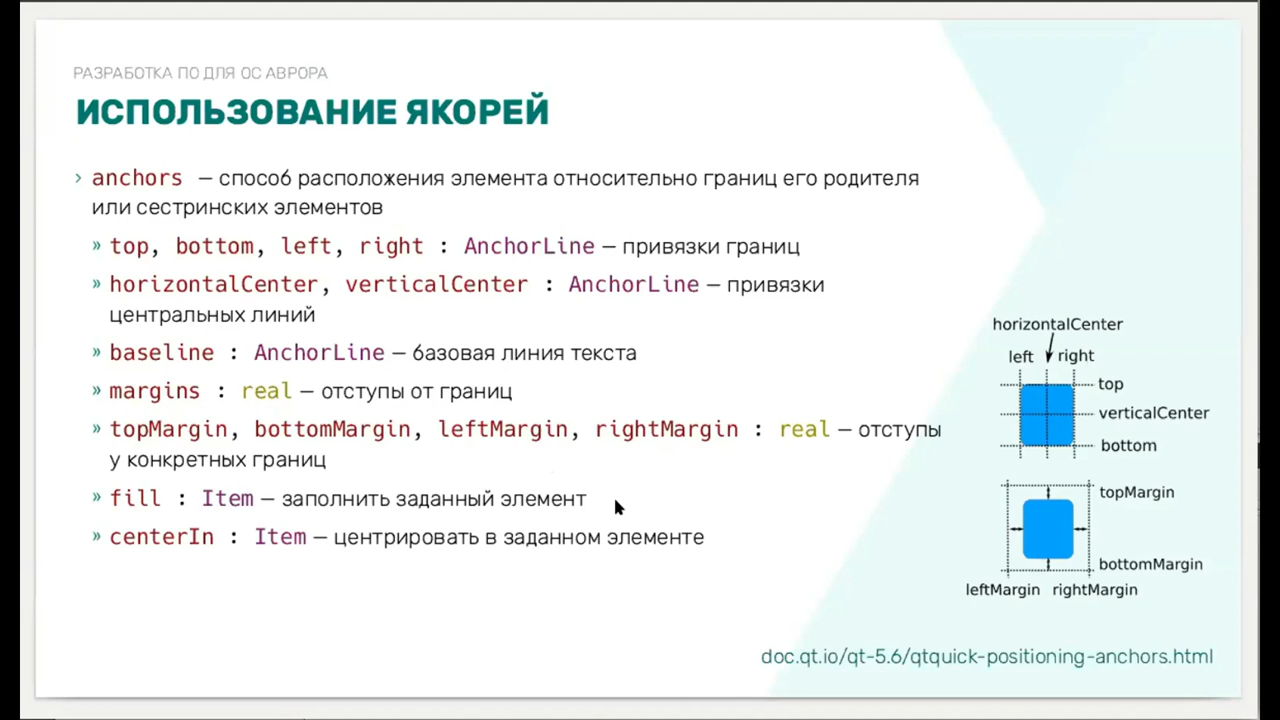 РАЗРАБОТКА ПО ДЛЯ ОС АВРОРА
ИСПОЛЬЗОВАНИЕ ЯКОРЕЙ
› anchors – способ расположения элемента относительно границ его родителя
или сестринских элементов
» top, bottom, left, right : AnchorLine – привязки границ
» horizontalCenter, verticalCenter : AnchorLine – привязки
центральных линий
» baseline : AnchorLine – базовая линия текста
» margins : real – отступы от границ
» topMargin, bottomMargin, leftMargin, rightMargin : real – отступы
у конкретных границ
» fill : Item – заполнить заданный элемент
» centerIn : Item – центрировать в заданном элементе
horizontalCenter
left right
top
verticalCenter
bottom
topMargin
bottomMargin
leftMargin rightMargin
doc.qt.io/qt-5.6/qtquick-positioning-anchors.html